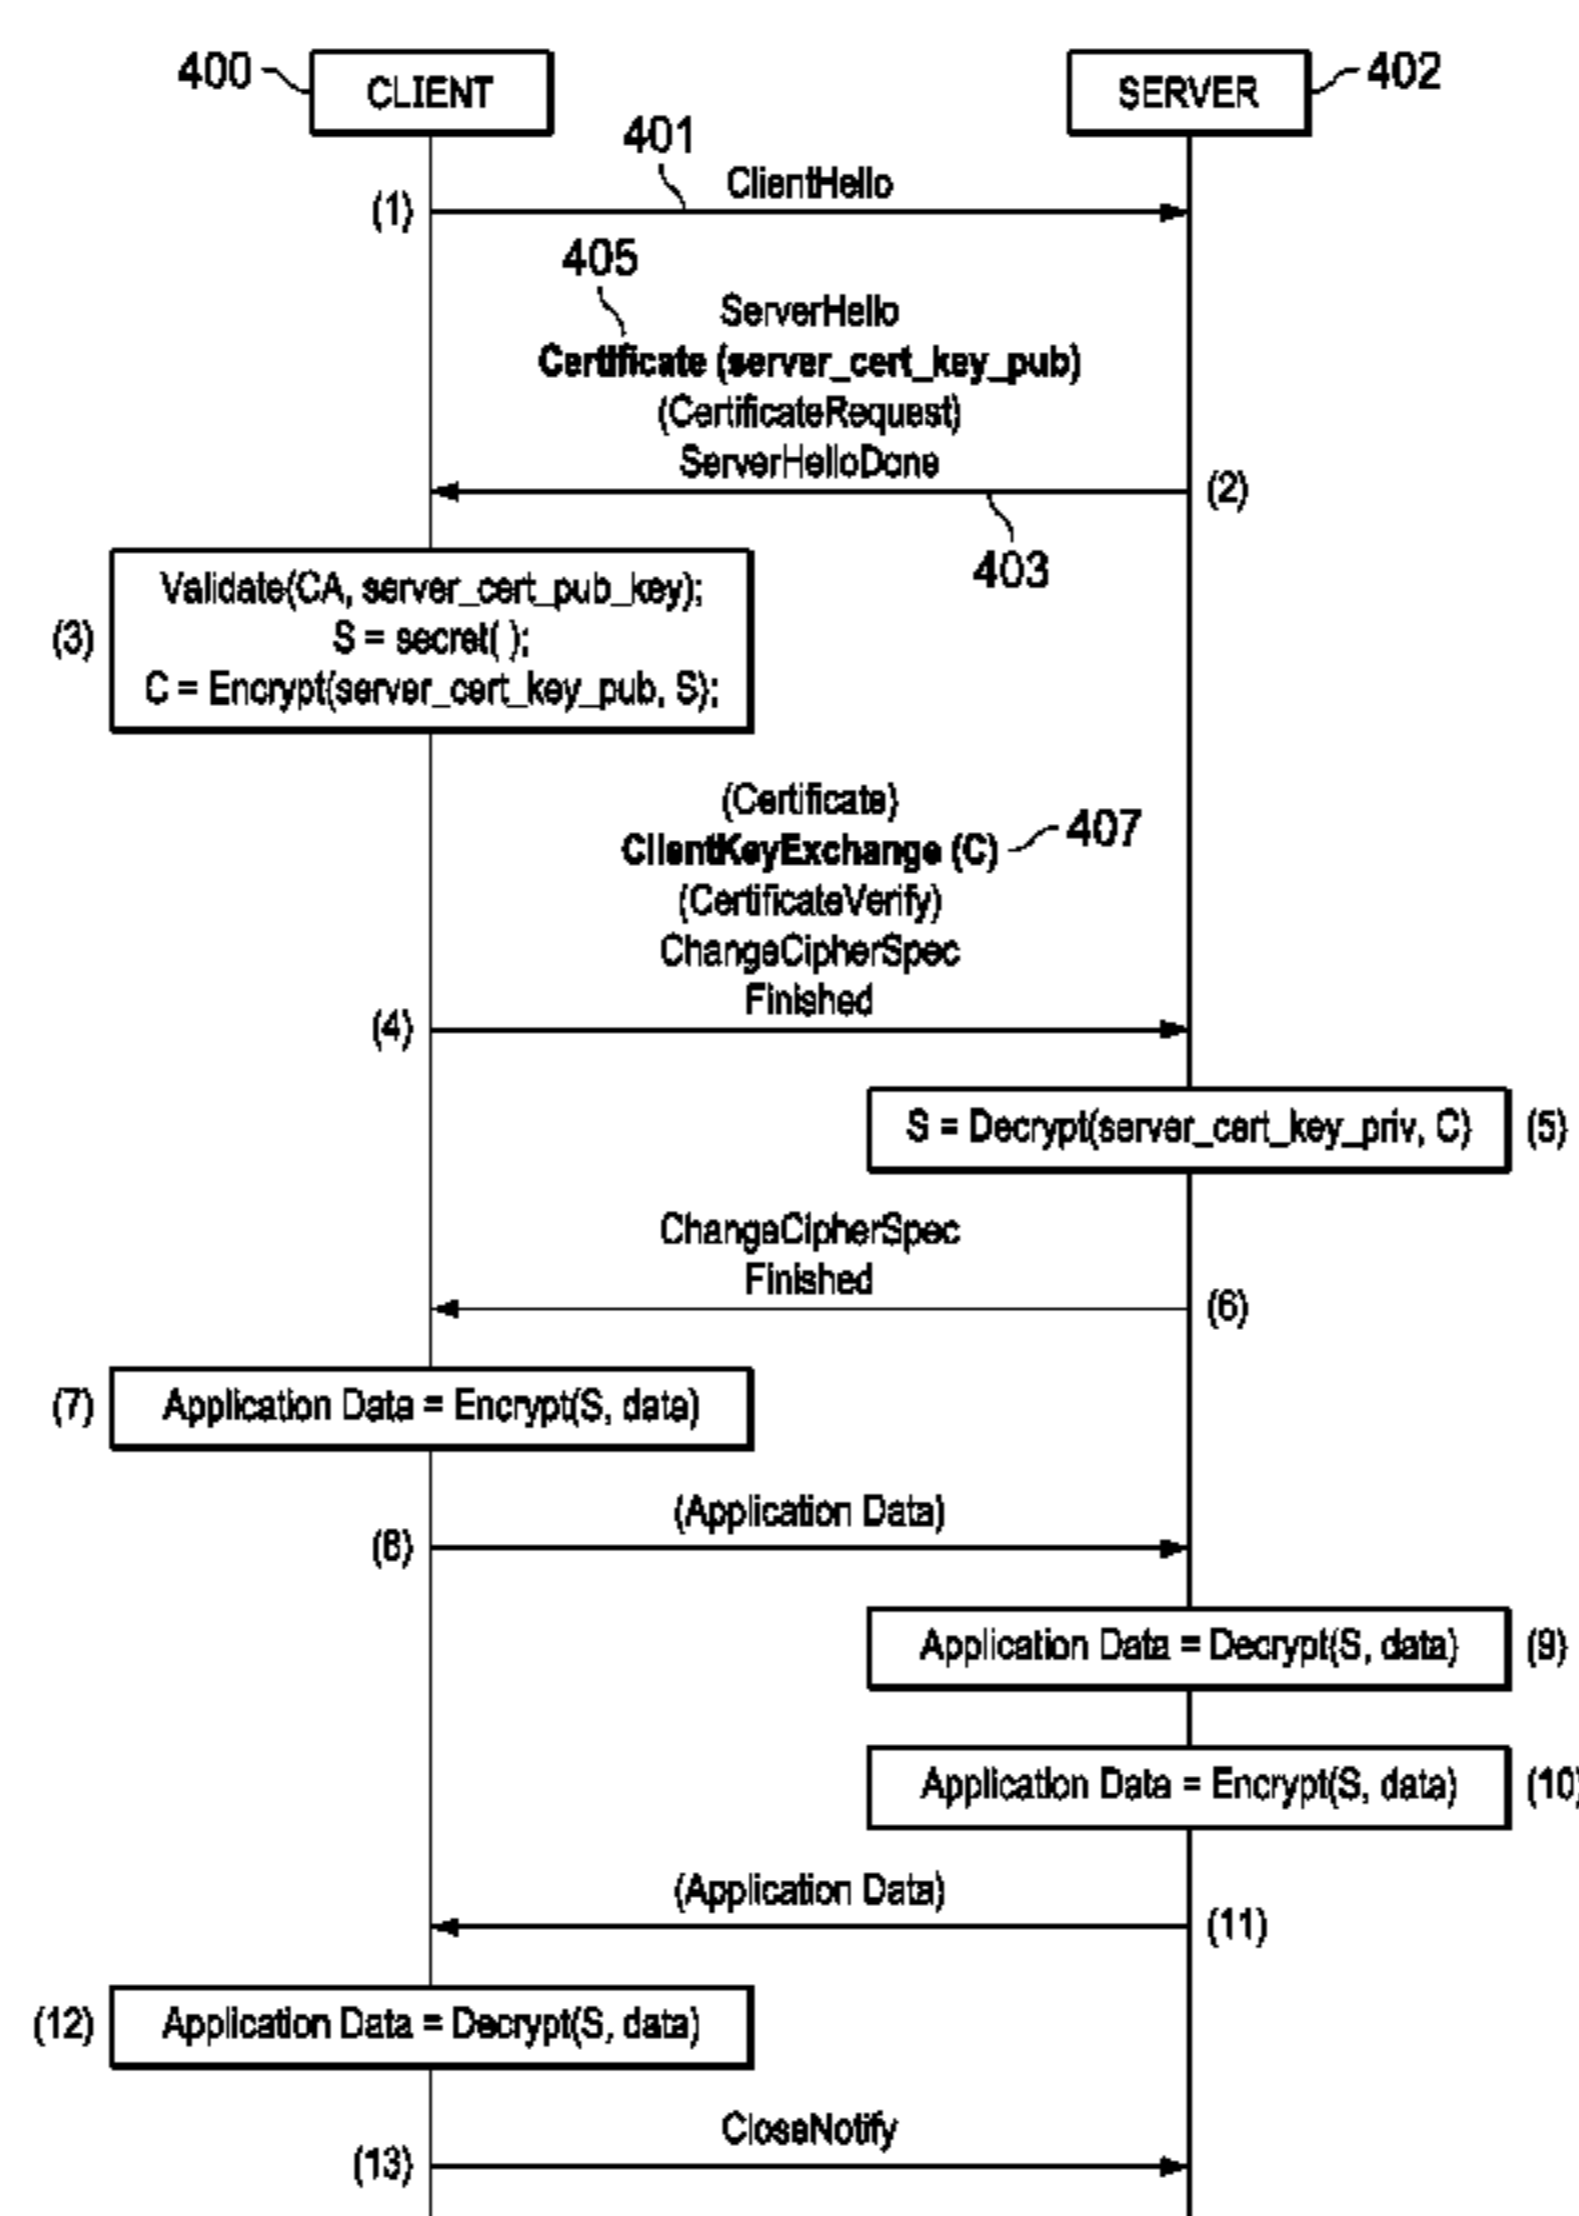 400
CLIENT
SERVER
402
401
ClientHello
(1)
405
ServerHello
Certificate (server_cert_key_pub)
(CertificateRequest)
ServerHelloDone
(2)
403
(3)
Validate(CA, server_cert_pub_key);
S = secret( );
C = Encrypt(server_cert_key_pub, S);
(Certificate)
ClientKeyExchange (C)
407
(CertificateVerify)
ChangeCipherSpec
Finished
(4)
S = Decrypt(server_cert_key_priv, C)
(5)
ChangeCipherSpec
Finished
(6)
(7)
Application Data = Encrypt(S, data)
(Application Data)
(8)
Application Data = Decrypt(S, data)
(9)
Application Data = Encrypt(S, data)
(10)
(Application Data)
(11)
(12)
Application Data = Decrypt(S, data)
CloseNotify
(13)